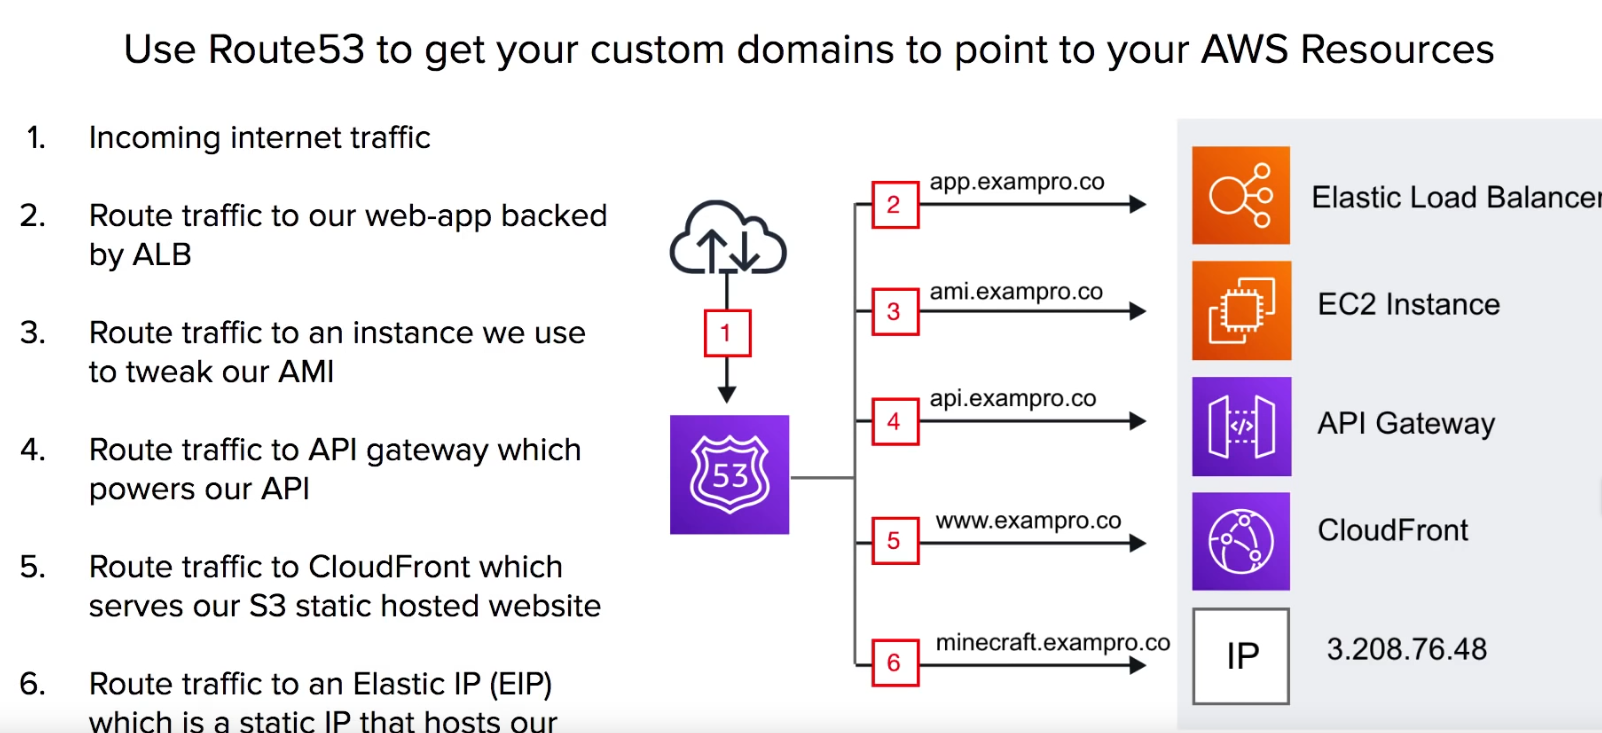 Use Route53 to get your custom domains to point to your AWS Resources
1. Incoming internet traffic
2. Route traffic to our web-app backed
by ALB
3. Route traffic to an instance we use
to tweak our AMI
4. Route traffic to API gateway which
powers our API
5. Route traffic to CloudFront which
serves our S3 static hosted website
6. Route traffic to an Elastic IP (EIP)
which is a static IP that hosts our
1
53
2
app.exampro.co
3
ami.exampro.co
4
api.exampro.co
5
www.exampro.co
6
minecraft.exampro.co
Elastic Load Balancer
EC2 Instance
</>
API Gateway
CloudFront
IP
3.208.76.48